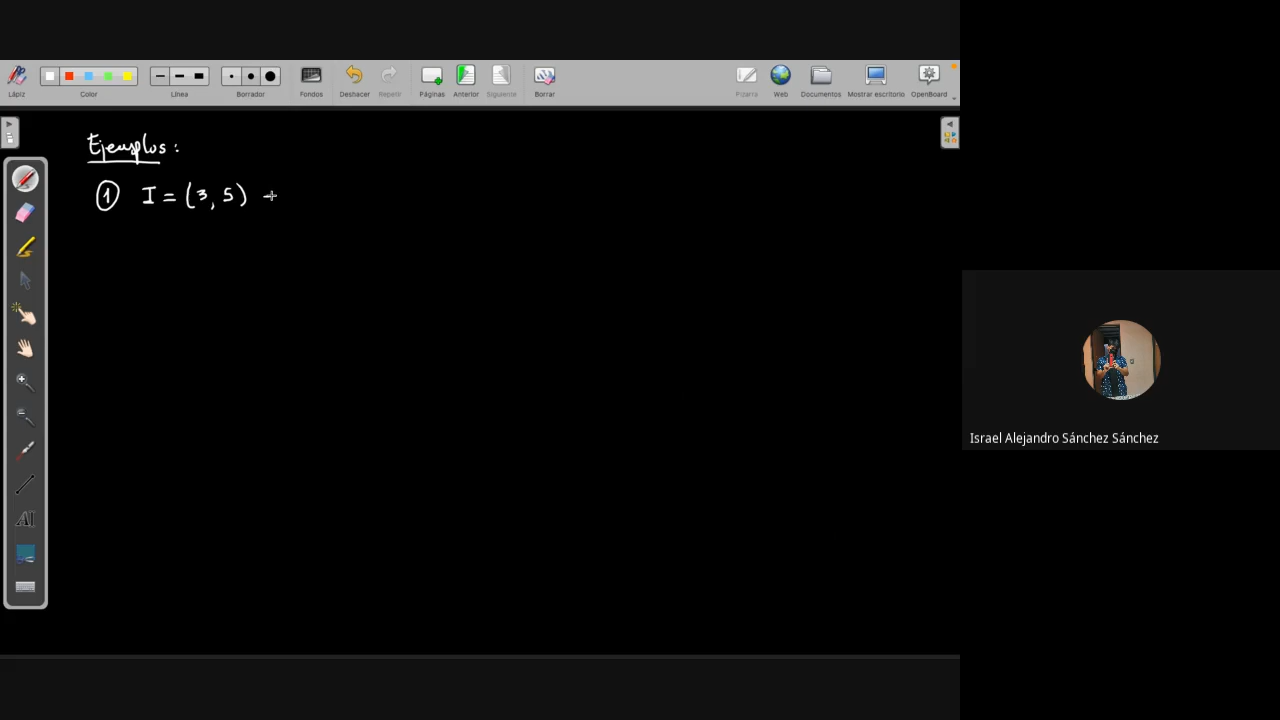 Lápiz Color Línea Borrador Fondos Deshacer Repetir Páginas Anterior Siguiente Borrar Pizarra Web Documentos Mostrar escritorio OpenBoard
Ejemplos:
① I = (3, 5)
AI
Israel Alejandro Sánchez Sánchez